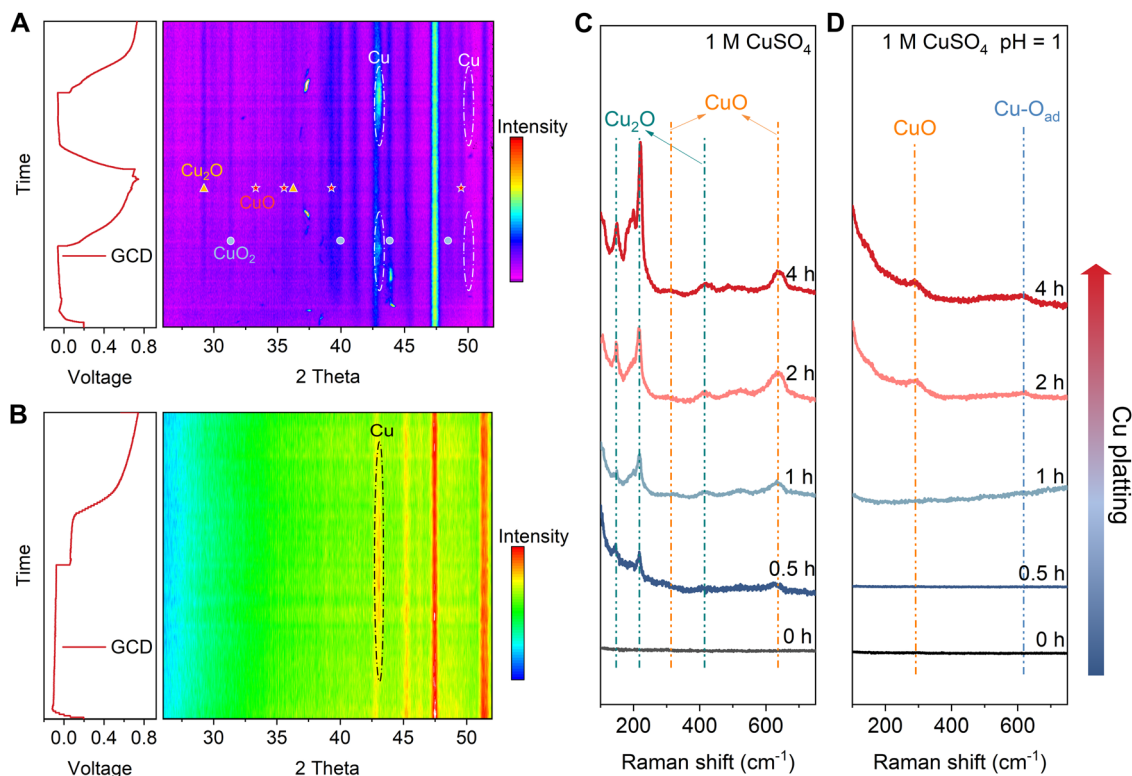 A
Time
0.0 0.4 0.8
Voltage
GCD
Cu
Cu
Cu₂O
CuO
CuO₂
30 35 40 45 50
2 Theta
Intensity
B
Time
0.0 0.4 0.8
Voltage
GCD
Cu
30 35 40 45 50
2 Theta
Intensity
C
1 M CuSO₄
CuO
Cu₂O
4 h
2 h
1 h
0.5 h
0 h
200 400 600
Raman shift (cm⁻¹)
D
1 M CuSO₄ pH = 1
Cu-Oad
CuO
4 h
2 h
1 h
0.5 h
0 h
200 400 600
Raman shift (cm⁻¹)
Cu platting